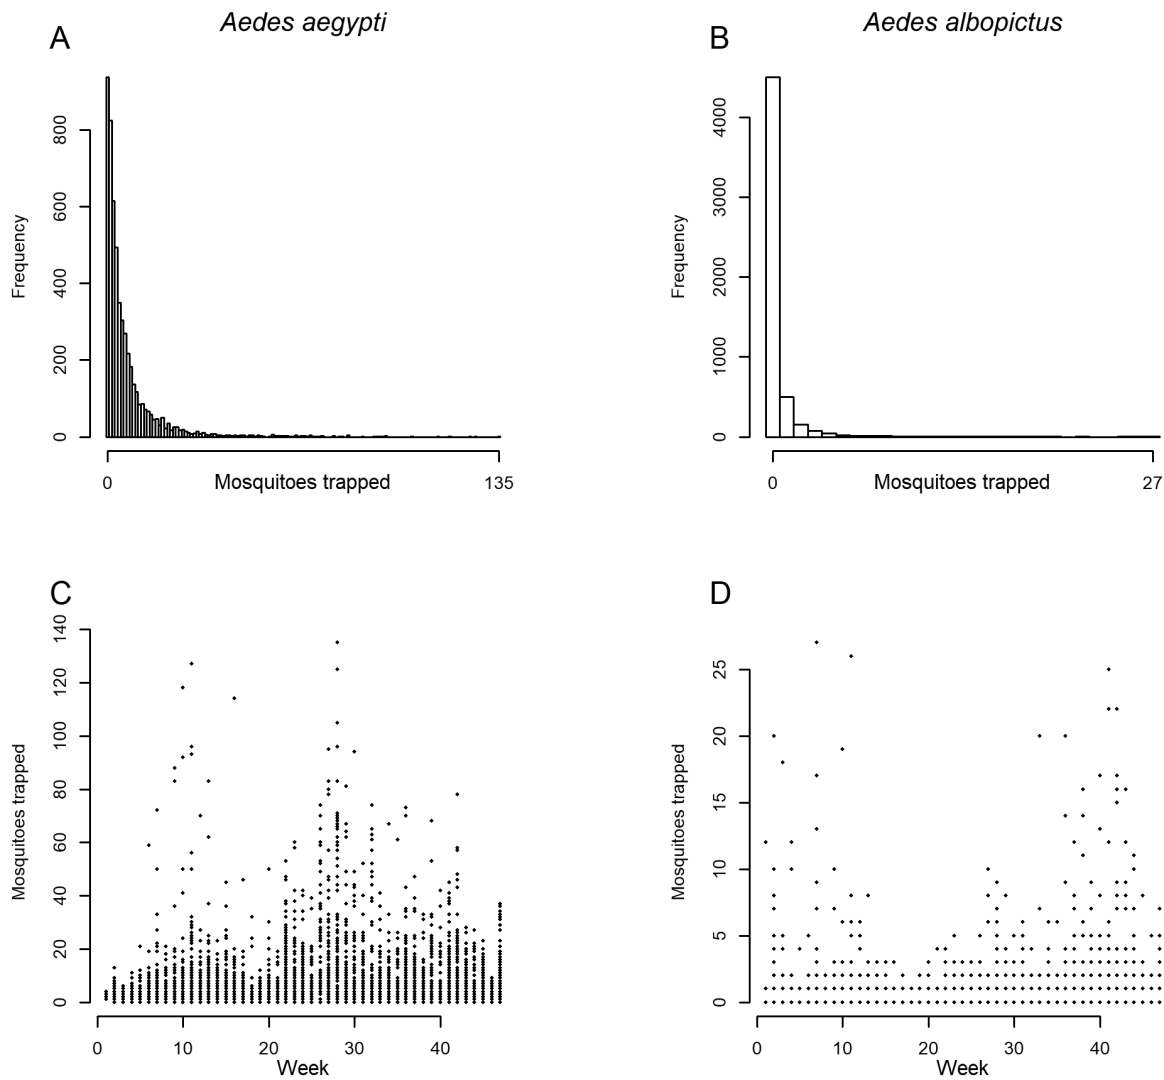 Aedes aegypti
Aedes albopictus
A
B
Frequency
0
200
400
600
800
0
Mosquitoes trapped
135
Frequency
0
1000
2000
3000
4000
0
Mosquitoes trapped
27
C
D
Mosquitoes trapped
0
20
40
60
80
100
120
140
0 10 20 30 40
Week
Mosquitoes trapped
0
5
10
15
20
25
0 10 20 30 40
Week